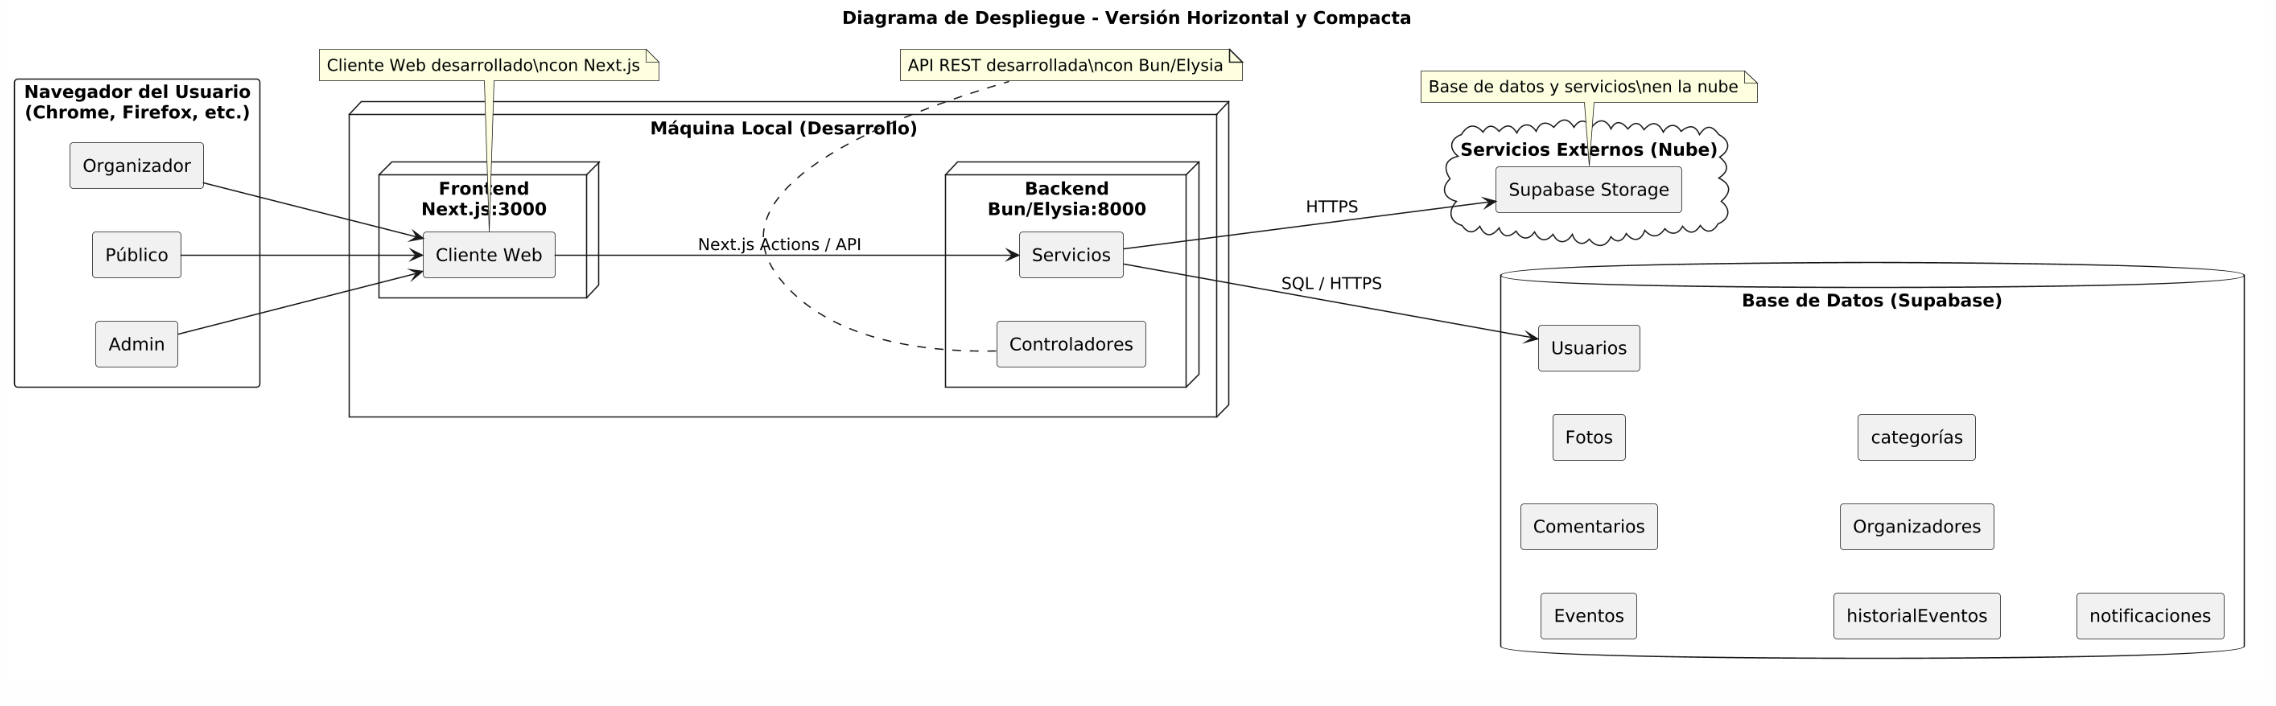 Diagrama de Despliegue - Versión Horizontal y Compacta
Cliente Web desarrollado\ncon Next.js
API REST desarrollada\ncon Bun/Elysia
Base de datos y servicios\nen la nube
Navegador del Usuario
(Chrome, Firefox, etc.)
Organizador
Público
Admin
Máquina Local (Desarrollo)
Frontend
Next.js:3000
Cliente Web
Next.js Actions / API
Backend
Bun/Elysia:8000
Servicios
Controladores
HTTPS
SQL / HTTPS
Servicios Externos (Nube)
Supabase Storage
Base de Datos (Supabase)
Usuarios
Fotos
categorías
Comentarios
Organizadores
Eventos
historialEventos
notificaciones